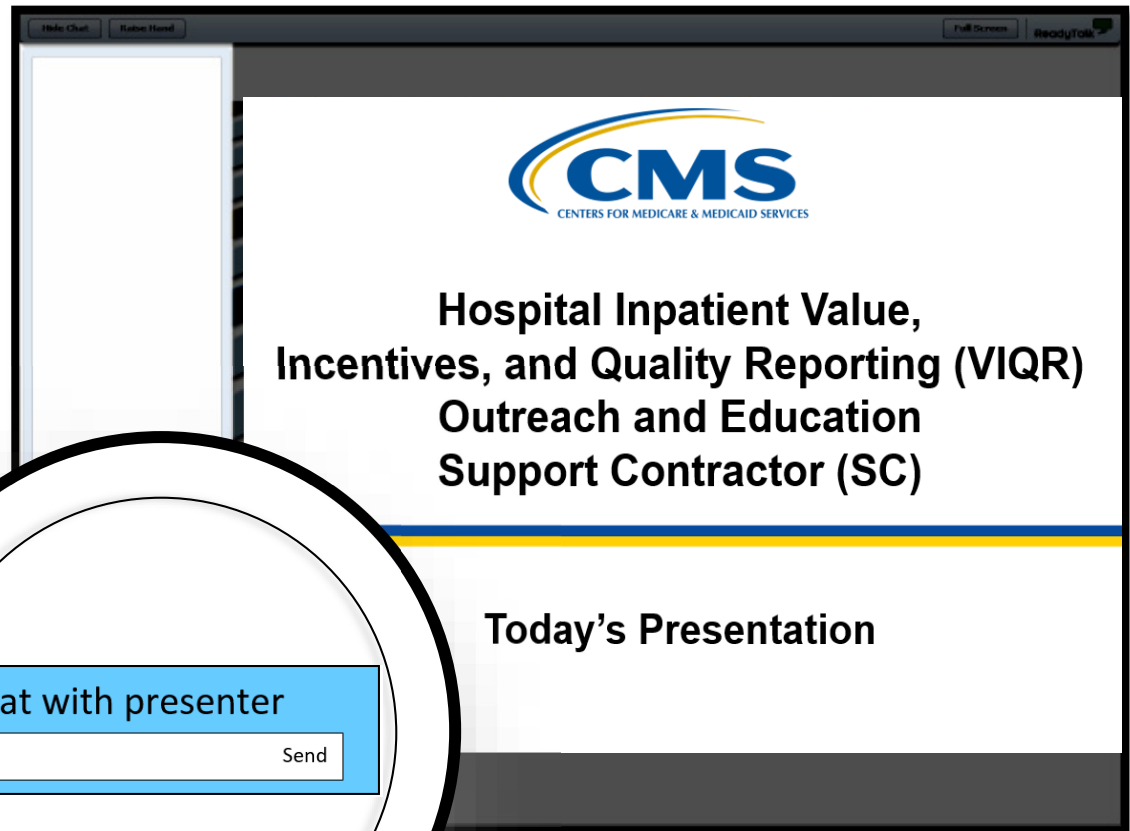 Hide Chat
Raise Hand
Full Screen
ReadyTalk
CMS
CENTERS FOR MEDICARE & MEDICAID SERVICES
Hospital Inpatient Value,
Incentives, and Quality Reporting (VIQR)
Outreach and Education
Support Contractor (SC)
Today’s Presentation
at with presenter
Send